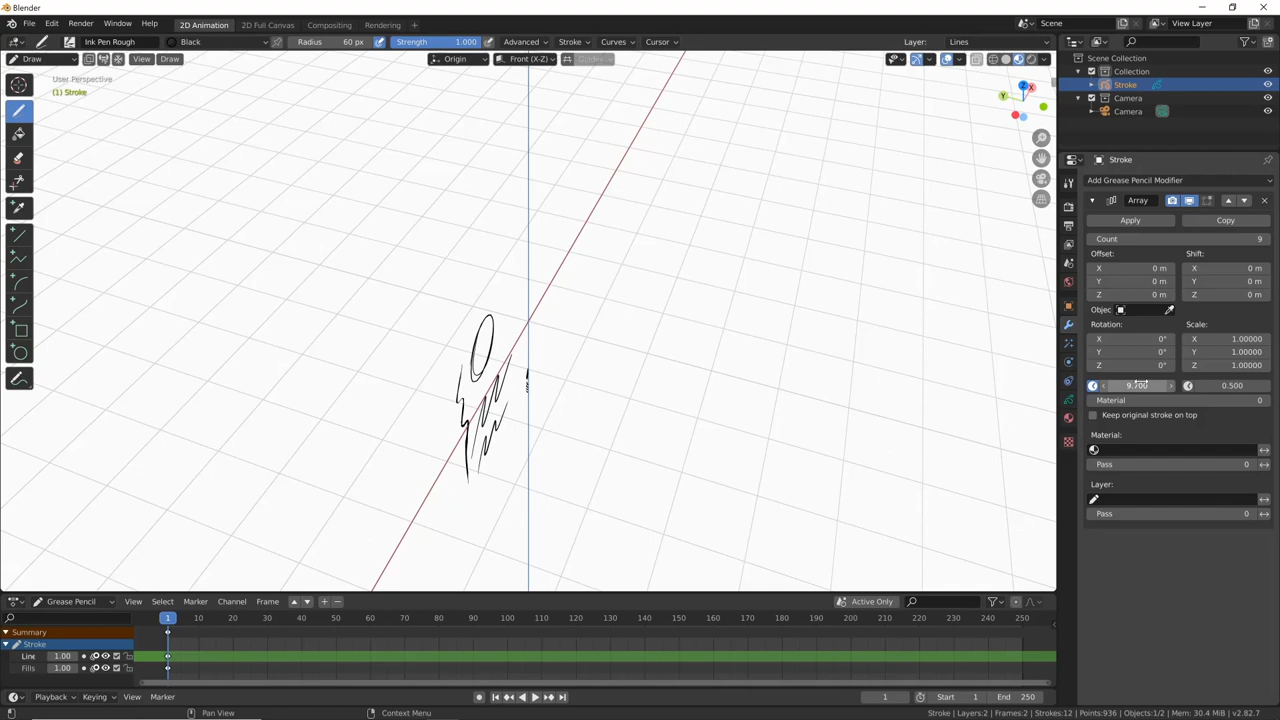 Blender
File Edit Window Render Help 2D Animation 2D Full Canvas Compositing Rendering + Scene View Layer
Render
Ink Pen Rough Black Radius 60 px Strength 1.000 Advanced Stroke Curves Cursor Layer: Lines
Draw View Draw Origin Front (X-Z)
User Perspective
(1) Stroke
Z X Y
Scene Collection
Collection
Stroke
Camera
Camera
Stroke
Add Grease Pencil Modifier
Array
Apply Copy
Count 9
Offset: Shift:
X 0 m X 0 m
Y 0 m Y 0 m
Z 0 m Z 0 m
Objec
Rotation: Scale:
X 0° X 1.00000
Y 0° Y 1.00000
Z 0° Z 1.00000
9.700 0.500
Material 0
Keep original stroke on top
Material:
Pass 0
Layer:
Pass 0
Grease Pencil View Select Marker Channel Frame Active Only
1 10 20 30 40 50 60 70 80 90 100 110 120 130 140 150 160 170 180 190 200 210 220 230 240 250
Summary
Stroke
Line 1.00
Fills 1.00
Playback Keying View Marker 1 Start 1 End 250
Pan View Context Menu Stroke | Layers:2 | Frames:2 | Strokes:12 | Points:936 | Objects:1/2 | Mem: 30.4 MiB | v2.82.7